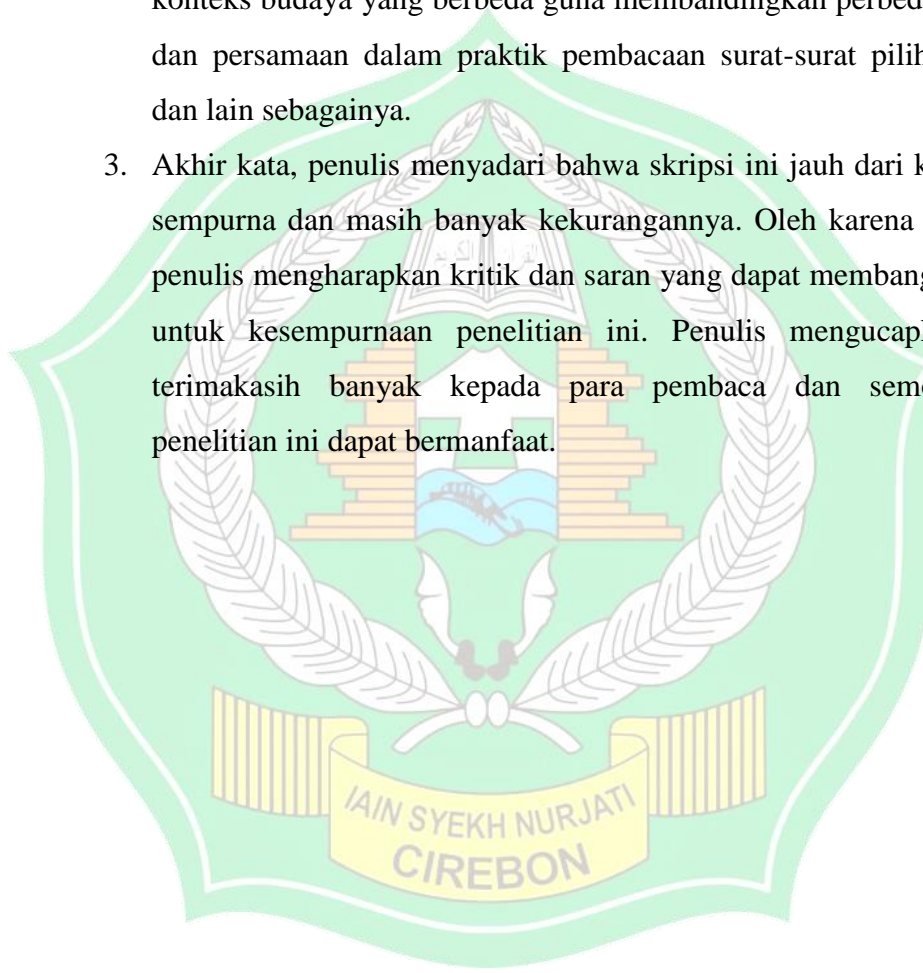 konteks budaya yang berbeda guna membandingkan perbed
dan persamaan dalam praktik pembacaan surat-surat pilih
dan lain sebagainya.
3. Akhir kata, penulis menyadari bahwa skripsi ini jauh dari k
sempurna dan masih banyak kekurangannya. Oleh karena
penulis mengharapkan kritik dan saran yang dapat membang
untuk kesempurnaan penelitian ini. Penulis mengucap
terimakasih banyak kepada para pembaca dan sem
penelitian ini dapat bermanfaat.
IAIN SYEKH NURJATI
CIREBON